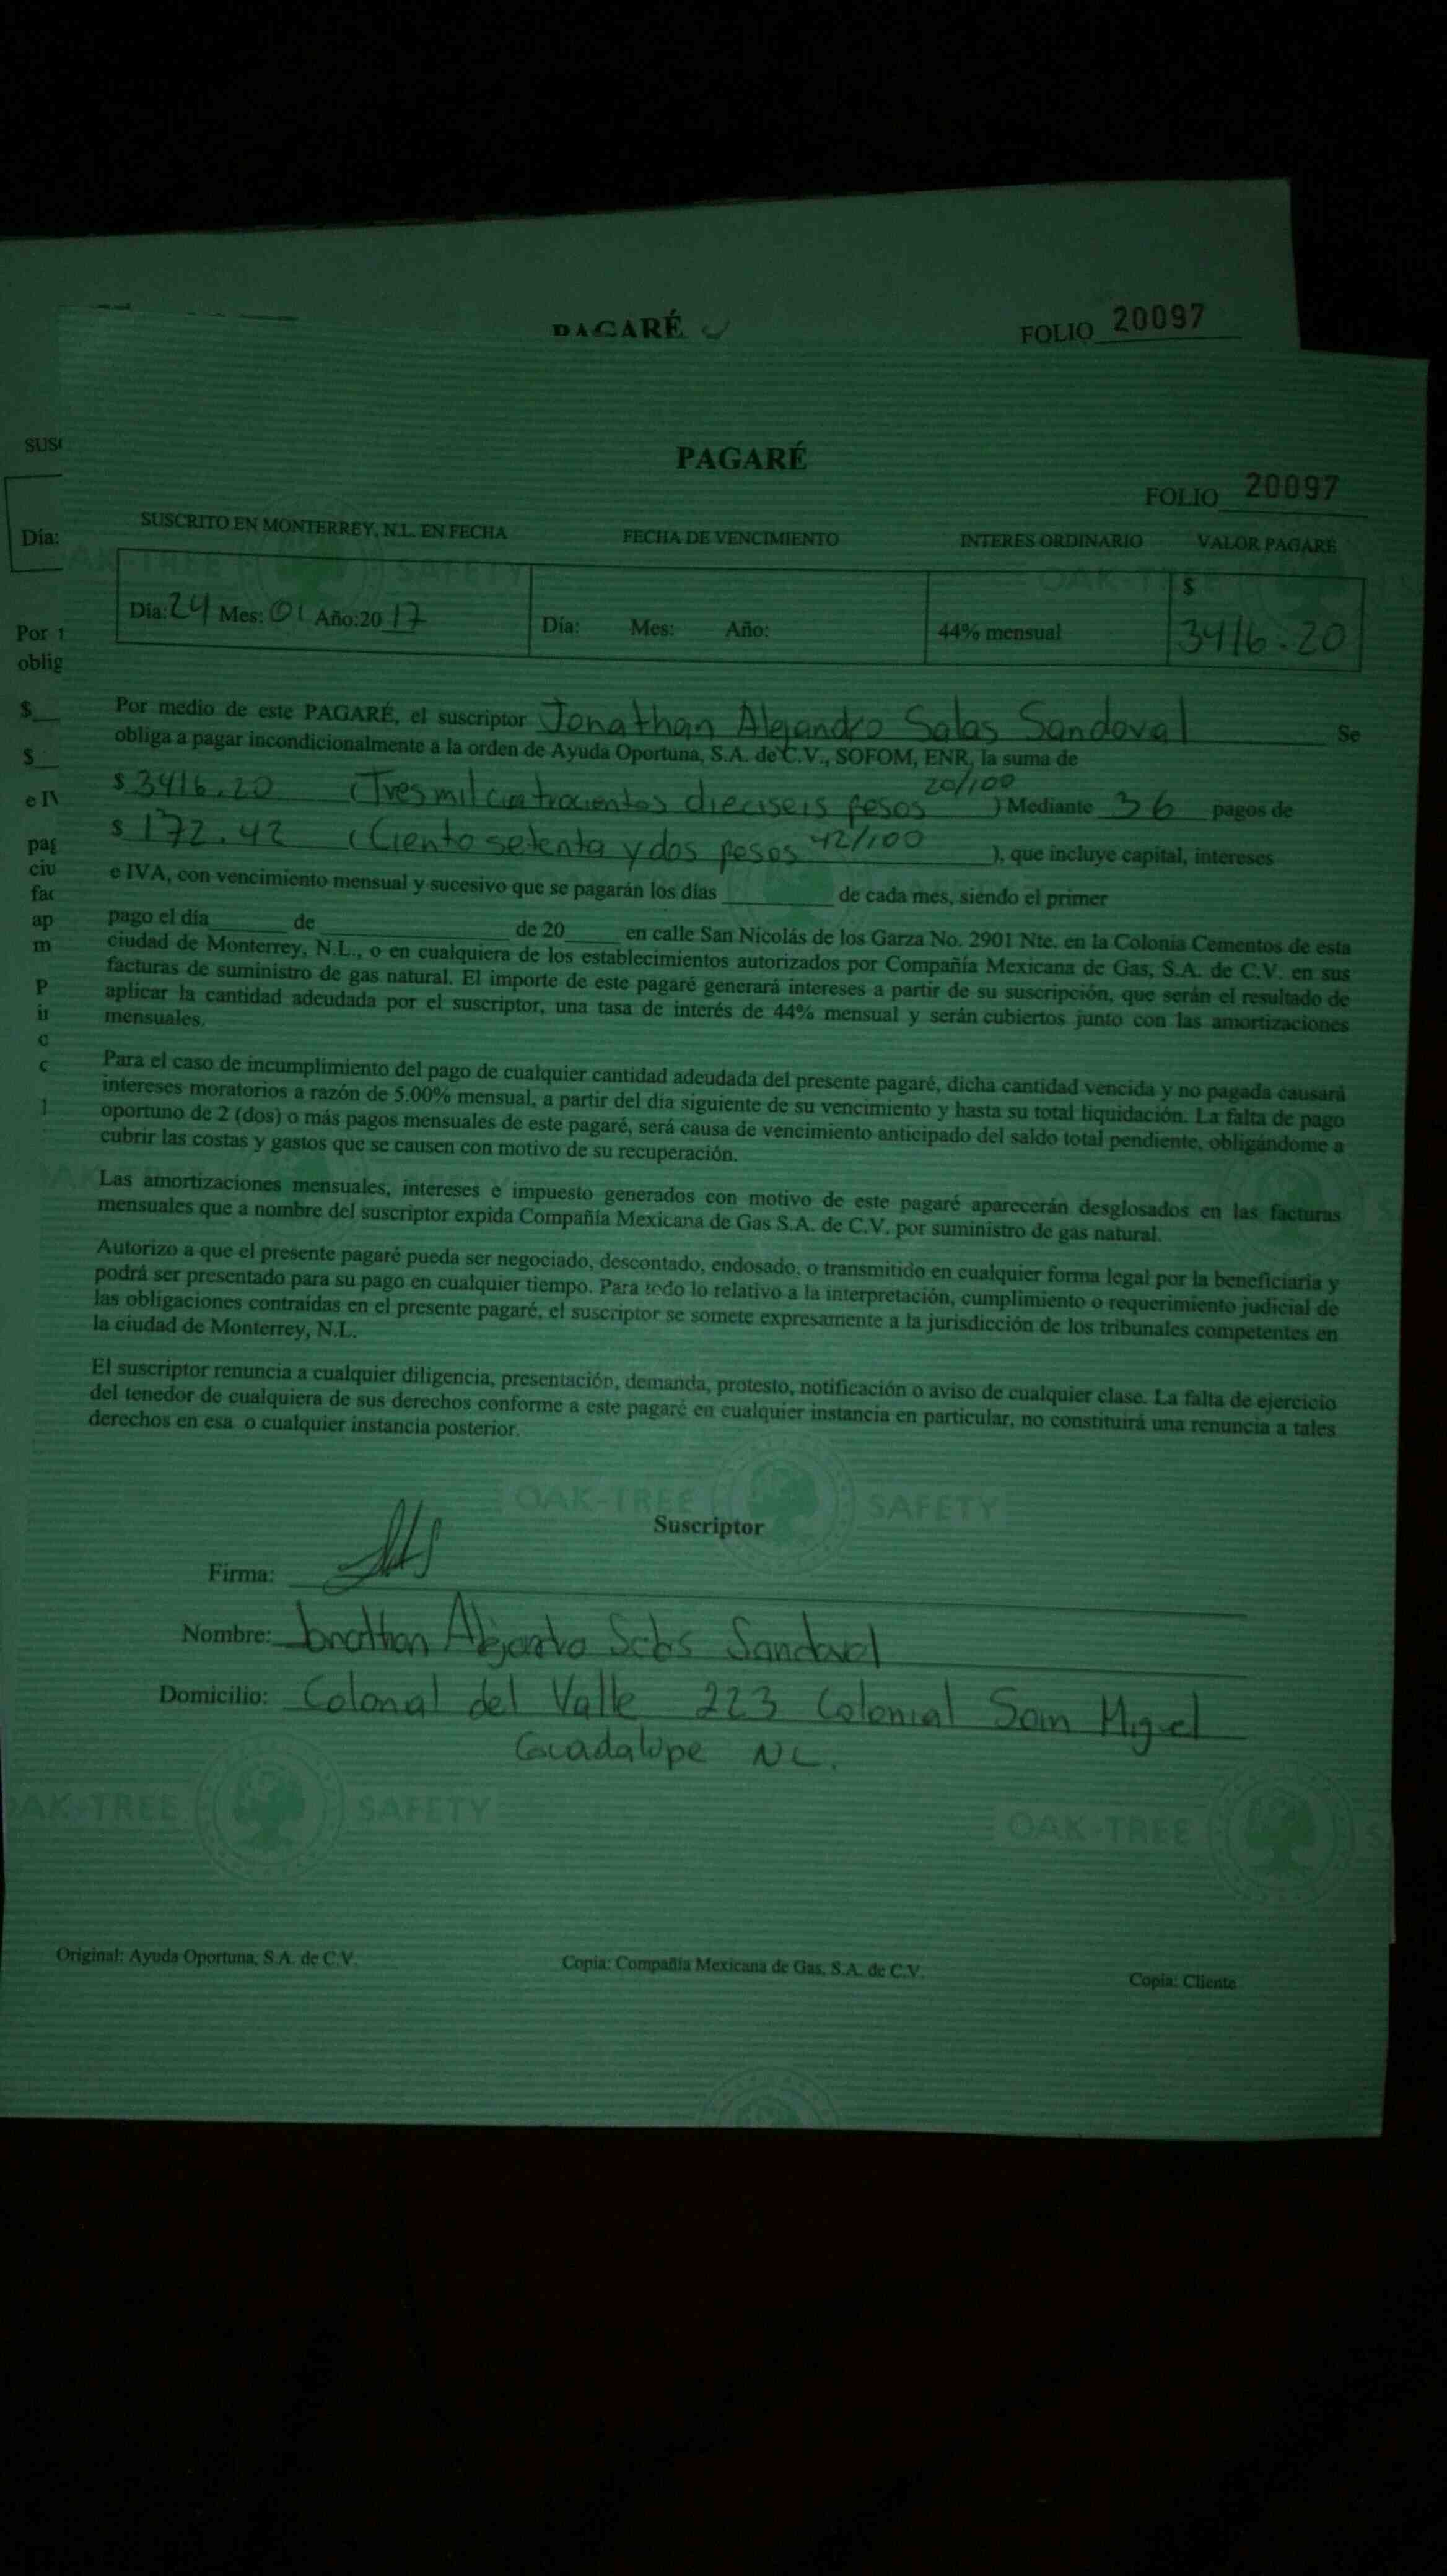 PAGARÉ
FOLIO 20097
PAGARÉ
FOLIO 20097
SUSCRITO EN MONTERREY, N.L. EN FECHA FECHA DE VENCIMIENTO INTERES ORDINARIO VALOR PAGARÉ
Día: 24 Mes: 01 Año:20 17 Día: Mes: Año: 44% mensual $ 3416.20
Por medio de este PAGARÉ, el suscriptor Jonathan Alejandro Salas Sandoval Se
obliga a pagar incondicionalmente a la orden de Ayuda Oportuna, S.A. de C.V., SOFOM, ENR, la suma de
$ 3416.20 (Tres mil cuatrocientos dieciseis pesos 20/100 ) Mediante 36 pagos de
$ 172.42 (Ciento setenta y dos pesos 42/100 ), que incluye capital, intereses
e IVA, con vencimiento mensual y sucesivo que se pagarán los días ______ de cada mes, siendo el primer
pago el día ____ de ______ de 20___ en calle San Nicolás de los Garza No. 2901 Nte. en la Colonia Cementos de esta
ciudad de Monterrey, N.L., o en cualquiera de los establecimientos autorizados por Compañía Mexicana de Gas, S.A. de C.V. en sus
facturas de suministro de gas natural. El importe de este pagaré generará intereses a partir de su suscripción, que serán el resultado de
aplicar la cantidad adeudada por el suscriptor, una tasa de interés de 44% mensual y serán cubiertos junto con las amortizaciones
mensuales.
Para el caso de incumplimiento del pago de cualquier cantidad adeudada del presente pagaré, dicha cantidad vencida y no pagada causará
intereses moratorios a razón de 5.00% mensual, a partir del día siguiente de su vencimiento y hasta su total liquidación. La falta de pago
oportuno de 2 (dos) o más pagos mensuales de este pagaré, será causa de vencimiento anticipado del saldo total pendiente, obligándome a
cubrir las costas y gastos que se causen con motivo de su recuperación.
Las amortizaciones mensuales, intereses e impuesto generados con motivo de este pagaré aparecerán desglosados en las facturas
mensuales que a nombre del suscriptor expida Compañía Mexicana de Gas S.A. de C.V. por suministro de gas natural.
Autorizo a que el presente pagaré pueda ser negociado, descontado, endosado, o transmitido en cualquier forma legal por la beneficiaria y
podrá ser presentado para su pago en cualquier tiempo. Para todo lo relativo a la interpretación, cumplimiento o requerimiento judicial de
las obligaciones contraídas en el presente pagaré, el suscriptor se somete expresamente a la jurisdicción de los tribunales competentes en
la ciudad de Monterrey, N.L.
El suscriptor renuncia a cualquier diligencia, presentación, demanda, protesto, notificación o aviso de cualquier clase. La falta de ejercicio
del tenedor de cualquiera de sus derechos conforme a este pagaré en cualquier instancia en particular, no constituirá una renuncia a tales
derechos en esa o cualquier instancia posterior.
OAK-TREE SAFETY
Suscriptor
Firma:
Nombre: Jonathan Alejandro Salas Sandoval
Domicilio: Colonial del Valle 223 Colonial San Miguel
Guadalupe NL.
OAK-TREE SAFETY OAK-TREE
Original: Ayuda Oportuna, S.A. de C.V. Copia: Compañía Mexicana de Gas, S.A. de C.V. Copia: Cliente